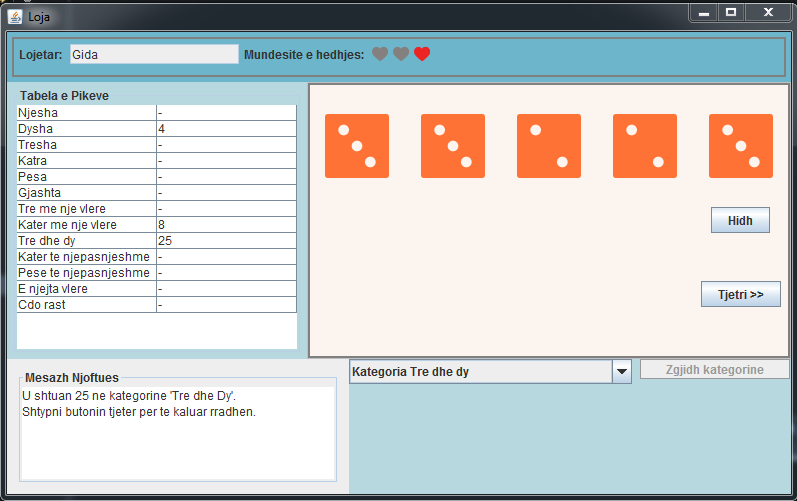 Loja
Lojetar: Gida Mundesite e hedhjes:
Tabela e Pikeve
Njesha -
Dysha 4
Tresha -
Katra -
Pesa -
Gjashta -
Tre me nje vlere -
Kater me nje vlere 8
Tre dhe dy 25
Kater te njepasnjeshme -
Pese te njepasnjeshme -
E njejta vlere -
Cdo rast -
Hidh
Tjetri >>
Mesazh Njoftues
U shtuan 25 ne kategorine 'Tre dhe Dy'.
Shtypni butonin tjeter per te kaluar rradhen.
Kategoria Tre dhe dy
Zgjidh kategorine